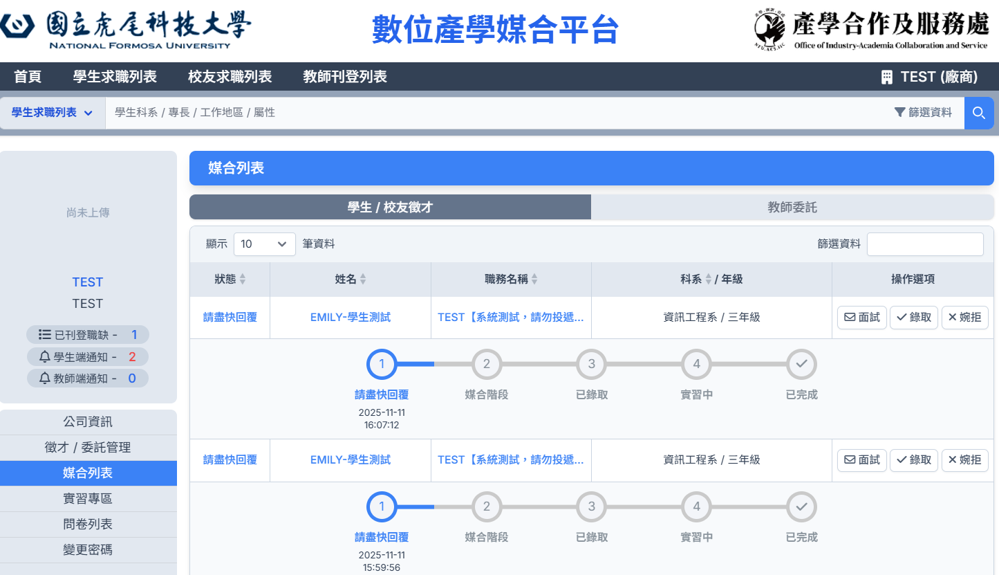 國立虎尾科技大學
NATIONAL FORMOSA UNIVERSITY
數位產學媒合平台
產學合作及服務處
Office of Industry-Academia Collaboration and Service
首頁 學生求職列表 校友求職列表 教師刊登列表 TEST (廠商)
學生求職列表 學生科系 / 專長 / 工作地區 / 屬性 篩選資料
尚未上傳
TEST
TEST
已刊登職缺 - 1
學生端通知 - 2
教師端通知 - 0
公司資訊
徵才 / 委託管理
媒合列表
實習專區
問卷列表
變更密碼
媒合列表
學生 / 校友徵才 教師委託
顯示 10 筆資料 篩選資料
狀態 姓名 職務名稱 科系 / 年級 操作選項
請盡快回覆 EMILY-學生測試 TEST【系統測試，請勿投遞... 資訊工程系 / 三年級 面試 錄取 婉拒
1 2 3 4
請盡快回覆 媒合階段 已錄取 實習中 已完成
2025-11-11
16:07:12
請盡快回覆 EMILY-學生測試 TEST【系統測試，請勿投遞... 資訊工程系 / 三年級 面試 錄取 婉拒
1 2 3 4
請盡快回覆 媒合階段 已錄取 實習中 已完成
2025-11-11
15:59:56